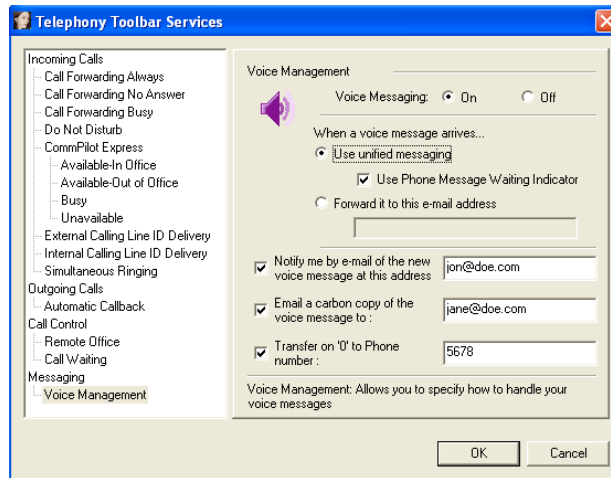 Telephony Toolbar Services
Incoming Calls
Call Forwarding Always
Call Forwarding No Answer
Call Forwarding Busy
Do Not Disturb
CommPilot Express
Available-In Office
Available-Out of Office
Busy
Unavailable
External Calling Line ID Delivery
Internal Calling Line ID Delivery
Simultaneous Ringing
Outgoing Calls
Automatic Callback
Call Control
Remote Office
Call Waiting
Messaging
Voice Management
Voice Management
Voice Messaging: On Off
When a voice message arrives...
Use unified messaging
Use Phone Message Waiting Indicator
Forward it to this e-mail address
Notify me by e-mail of the new
voice message at this address
jon@doe.com
Email a carbon copy of the
voice message to :
jane@doe.com
Transfer on '0' to Phone
number :
5678
Voice Management: Allows you to specify how to handle your
voice messages
OK Cancel